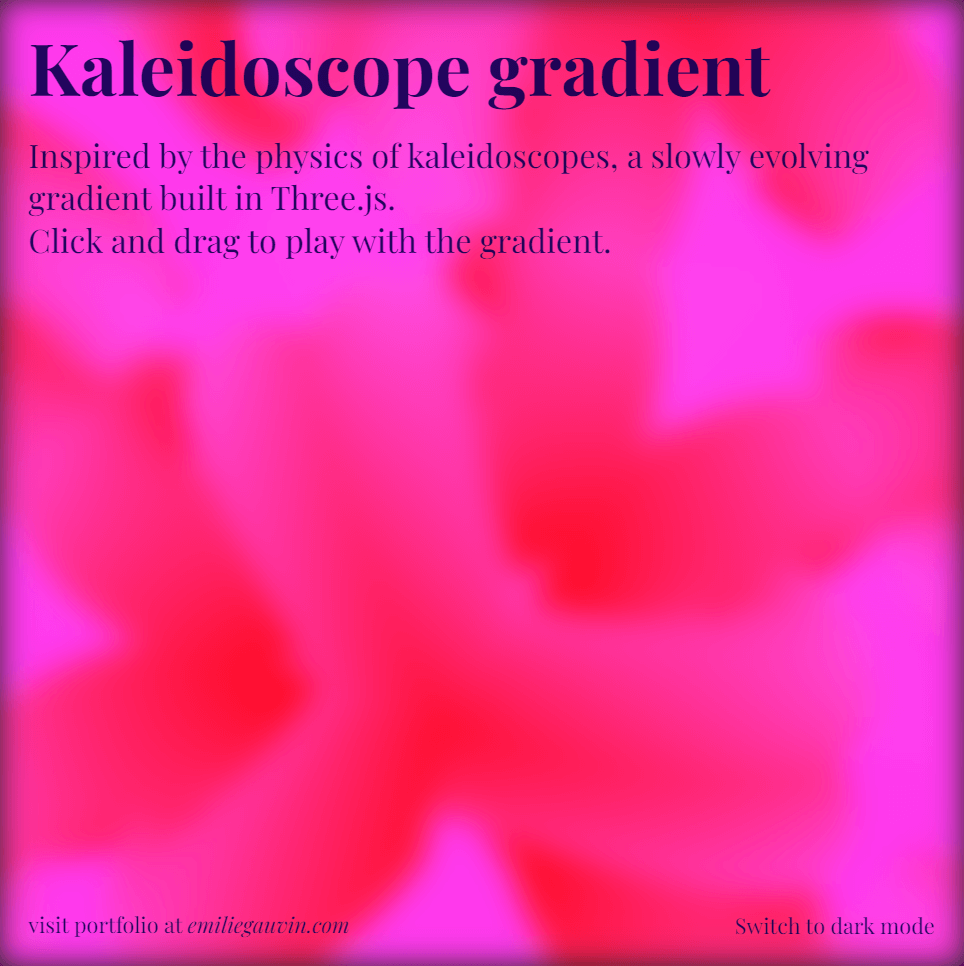 Kaleidoscope gradient
Inspired by the physics of kaleidoscopes, a slowly evolving
gradient built in Three.js.
Click and drag to play with the gradient.
visit portfolio at emiliegauvin.com
Switch to dark mode